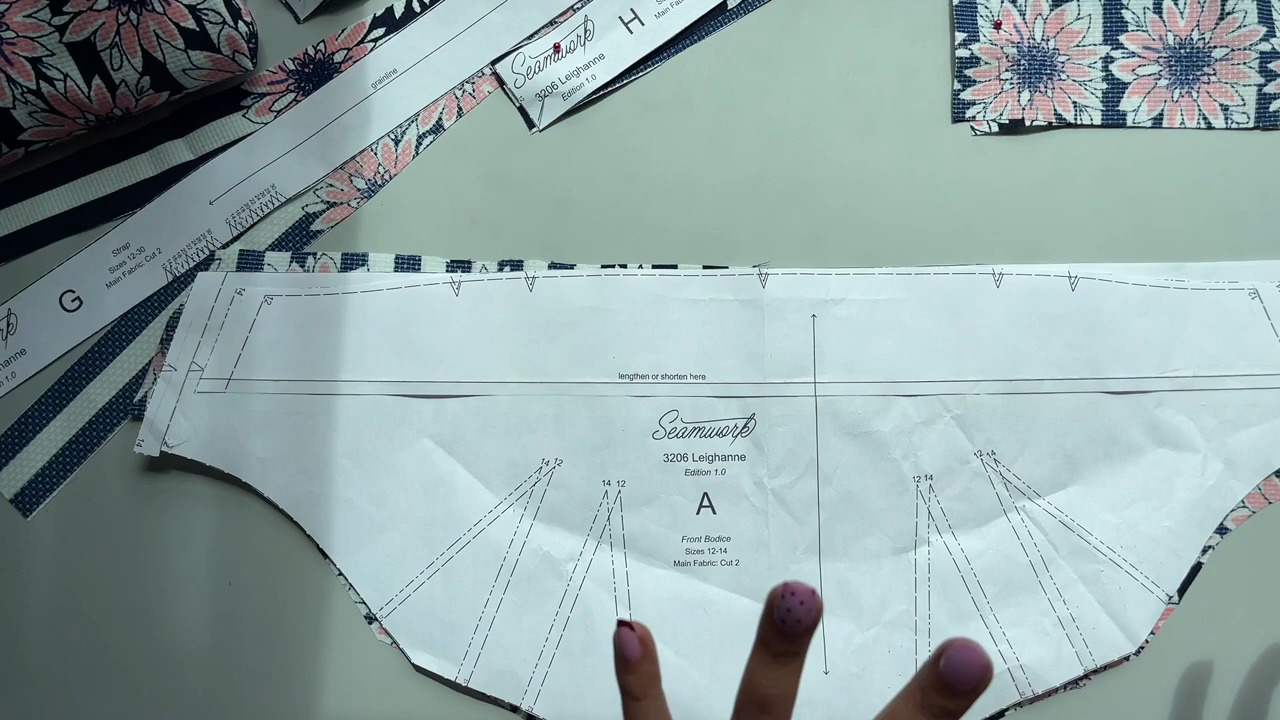 Seamwork
3206 Leighanne
Edition 1.0
H
Main Fabric
grainline
Strap
Sizes 12-30
Main Fabric: Cut 2
G
lengthen or shorten here
Seamwork
3206 Leighanne
Edition 1.0
A
Front Bodice
Sizes 12-14
Main Fabric: Cut 2
14 12
14 12
12 14
12 14